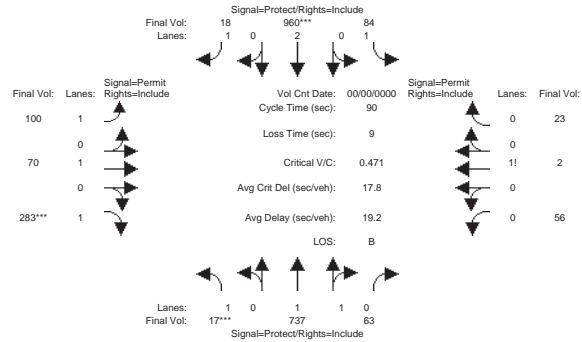 Signal=Protect/Rights=Include
Final Vol: 18 960*** 84
Lanes: 1 0 2 0 1
Signal=Permit Signal=Permit
Final Vol: Lanes: Rights=Include Vol Cnt Date: 00/00/0000 Rights=Include Lanes: Final Vol:
Cycle Time (sec): 90
100 1 0 23
Loss Time (sec): 9
0 0
70 1 Critical V/C: 0.471 1! 2
0 Avg Crit Del (sec/veh): 17.8 0
283*** 1 Avg Delay (sec/veh): 19.2 0 56
LOS: B
Lanes: 1 0 1 1 0
Final Vol: 17*** 737 63
Signal=Protect/Rights=Include